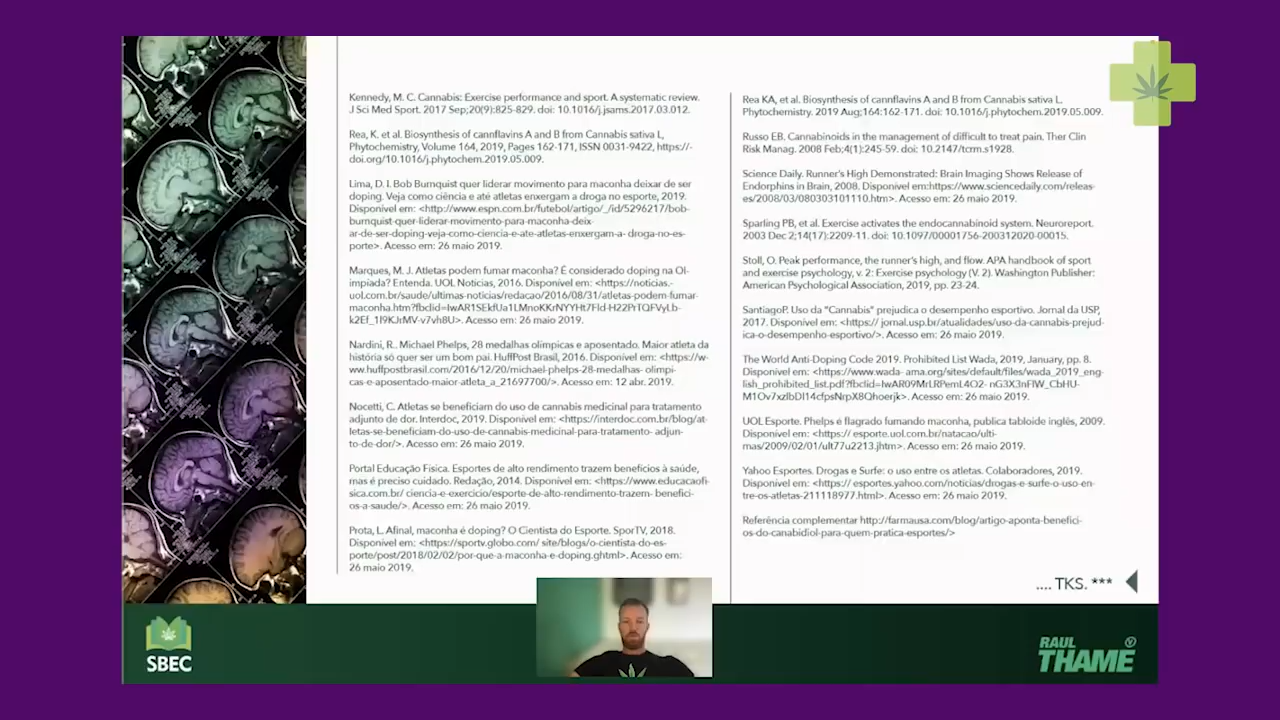 Kennedy, M. C. Cannabis: Exercise performance and sport. A systematic review.
J Sci Med Sport. 2017 Sep;20(9):825-829. doi: 10.1016/j.jsams.2017.03.012.
Rea, K. et al. Biosynthesis of cannflavins A and B from Cannabis sativa L,
Phytochemistry, Volume 164, 2019, Pages 162-171, ISSN 0031-9422, https:-
doi.org/10.1016/j.phytochem.2019.05.009.
Lima, D. I. Bob Burnquist quer liderar movimento para maconha deixar de ser
doping. Veja como ciência e até atletas enxergam a droga no esporte, 2019.
Disponível em: <http://www.espn.com.br/futebol/artigo/_/id/5296217/bob-
burnquist-quer-liderar-movimento-para-maconha-deix-
ar-de-ser-doping-veja-como-ciencia-e-ate-atletas-enxergam-a- droga-no-es-
porte>. Acesso em: 26 maio 2019.
Marques, M. J. Atletas podem fumar maconha? É considerado doping na Ol-
impíada? Entenda. UOL Notícias, 2016. Disponível em: <https://noticias.-
uol.com.br/saude/ultimas-noticias/redacao/2016/08/31/atletas-podem-fumar-
Nardini, R.. Michael Phelps, 28 medalhas olímpicas e aposentado. Maior atleta da
história só quer ser um bom pai. HuffPost Brasil, 2016. Disponível em: <https://w-
ww.huffpostbrasil.com/2016/12/20/michael-phelps-28-medalhas- olimpi-
cas-e-aposentado-maior-atleta_a_21697700/>. Acesso em: 12 abr. 2019.
Nocetti, C. Atletas se beneficiam do uso de cannabis medicinal para tratamento
adjunto de dor. Interdoc, 2019. Disponível em: <https://interdoc.com.br/blog/at-
letas-se-beneficiam-do-uso-de-cannabis-medicinal-para-tratamento- adjun-
to-de-dor/>. Acesso em: 26 maio 2019.
Portal Educação Física. Esportes de alto rendimento trazem benefícios à saúde,
mas é preciso cuidado. Redação, 2014. Disponível em: <https://www.educacaofi-
sica.com.br/ ciencia-e-exercicio/esporte-de-alto-rendimento-trazem- benefici-
os-a-saude/>. Acesso em: 26 maio 2019.
Prota, L. Afinal, maconha é doping? O Cientista do Esporte. SporTV, 2018.
Disponível em: <https://sportv.globo.com/ site/blogs/o-cientista-do-es-
porte/post/2018/02/02/por-que-a-maconha-e-doping.ghtml>. Acesso em:
26 maio 2019.
Rea KA, et al. Biosynthesis of cannflavins A and B from Cannabis sativa L.
Phytochemistry. 2019 Aug;164:162-171. doi: 10.1016/j.phytochem.2019.05.009.
Russo EB. Cannabinoids in the management of difficult to treat pain. Ther Clin
Risk Manag. 2008 Feb;4(1):245-59. doi: 10.2147/tcrm.s1928.
Science Daily. Runner's High Demonstrated: Brain Imaging Shows Release of
Endorphins in Brain, 2008. Disponível em:https://www.sciencedaily.com/releas-
es/2008/03/080303101110.htm>. Acesso em: 26 maio 2019.
Sparling PB, et al. Exercise activates the endocannabinoid system. Neuroreport.
2003 Dec 2;14(17):2209-11. doi: 10.1097/00001756-200312020-00015.
Stoll, O. Peak performance, the runner's high, and flow. APA handbook of sport
and exercise psychology, v. 2: Exercise psychology (V. 2). Washington Publisher:
American Psychological Association, 2019, pp. 23-24.
SantiagoP. Uso da "Cannabis" prejudica o desempenho esportivo. Jornal da USP,
2017. Disponível em: <https:// jornal.usp.br/atualidades/uso-da-cannabis-prejud-
ica-o-desempenho-esportivo/>. Acesso em: 26 maio 2019.
The World Anti-Doping Code 2019. Prohibited List Wada, 2019, January, pp. 8.
Disponível em: <https://www.wada- ama.org/sites/default/files/wada_2019_eng-
Acesso em: 26 maio 2019.
UOL Esporte. Phelps é flagrado fumando maconha, publica tabloide inglês, 2009.
Disponível em: <https:// esporte.uol.com.br/natacao/ulti-
mas/2009/02/01/ult77u2213.jhtm>. Acesso em: 26 maio 2019.
Yahoo Esportes. Drogas e Surfe: o uso entre os atletas. Colaboradores, 2019.
Disponível em: <https:// esportes.yahoo.com/noticias/drogas-e-surfe-o-uso-en-
tre-os-atletas-211118977.html>. Acesso em: 26 maio 2019.
Referência complementar http://farmausa.com/blog/artigo-aponta-benefici-
os-do-canabidiol-para-quem-pratica-esportes/>
.... TKS. ***
SBEC
RAUL
THAME